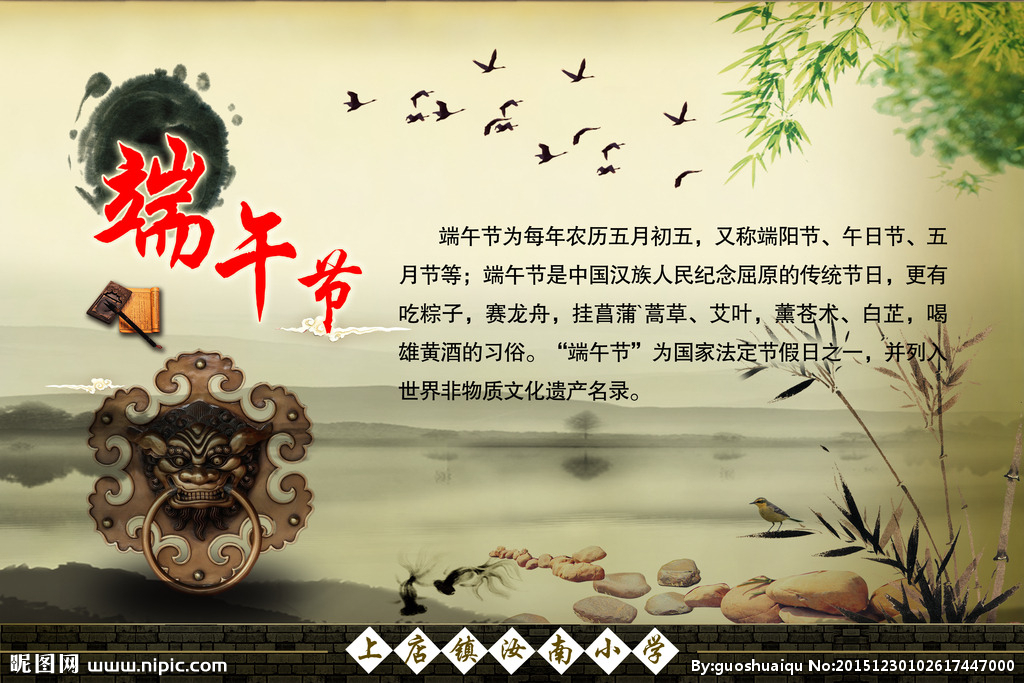 端午节
端午节为每年农历五月初五，又称端阳节、午日节、五
月节等；端午节是中国汉族人民纪念屈原的传统节日，更有
吃粽子，赛龙舟，挂菖蒲`蒿草、艾叶，薰苍术、白芷，喝
雄黄酒的习俗。“端午节”为国家法定节假日之一，并列入
世界非物质文化遗产名录。
上店镇汝南小学
昵图网 www.nipic.com
By:guoshuaiqu No:20151230102617447000